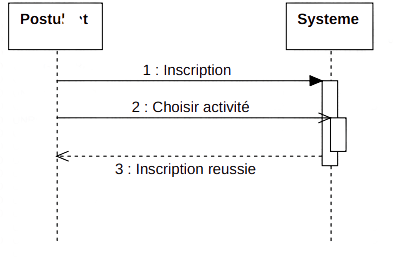 Systeme
1 : Inscription
2 : Choisir activité
3 : Inscription reussie